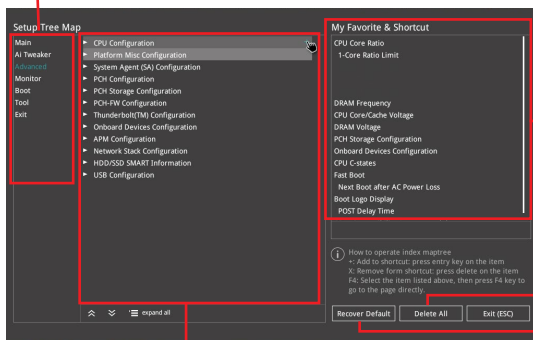 Setup Tree Map
Main
Ai Tweaker
Advanced
Monitor
Boot
Tool
Exit
CPU Configuration
Platform Misc Configuration
System Agent (SA) Configuration
PCH Configuration
PCH Storage Configuration
PCH-FW Configuration
Thunderbolt(TM) Configuration
Onboard Devices Configuration
APM Configuration
Network Stack Configuration
HDD/SSD SMART Information
USB Configuration
expand all
My Favorite & Shortcut
CPU Core Ratio
1-Core Ratio Limit
DRAM Frequency
CPU Core/Cache Voltage
DRAM Voltage
PCH Storage Configuration
Onboard Devices Configuration
CPU C-states
Fast Boot
Next Boot after AC Power Loss
Boot Logo Display
POST Delay Time
How to operate index maptree
+: Add to shortcut: press entry key on the item
X: Remove form shortcut: press delete on the item
F4: Select the item listed above, then press F4 key to
go to the page directly.
Recover Default
Delete All
Exit (ESC)